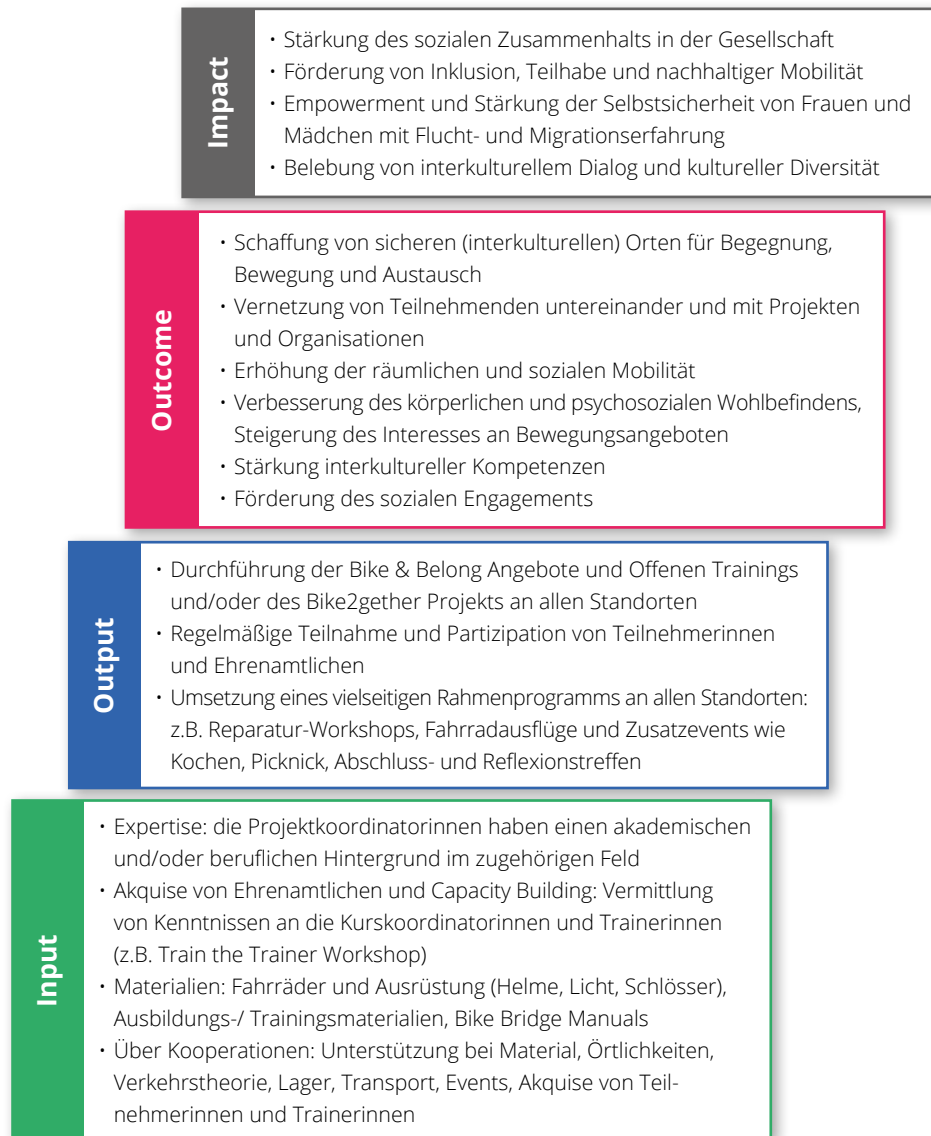 Impact
• Stärkung des sozialen Zusammenhalts in der Gesellschaft
• Förderung von Inklusion, Teilhabe und nachhaltiger Mobilität
• Empowerment und Stärkung der Selbstsicherheit von Frauen und
Mädchen mit Flucht- und Migrationserfahrung
• Belebung von interkulturellem Dialog und kultureller Diversität
Outcome
• Schaffung von sicheren (interkulturellen) Orten für Begegnung,
Bewegung und Austausch
• Vernetzung von Teilnehmenden untereinander und mit Projekten
und Organisationen
• Erhöhung der räumlichen und sozialen Mobilität
• Verbesserung des körperlichen und psychosozialen Wohlbefindens,
Steigerung des Interesses an Bewegungsangeboten
• Stärkung interkultureller Kompetenzen
• Förderung des sozialen Engagements
Output
• Durchführung der Bike & Belong Angebote und Offenen Trainings
und/oder des Bike2gether Projekts an allen Standorten
• Regelmäßige Teilnahme und Partizipation von Teilnehmerinnen
und Ehrenamtlichen
• Umsetzung eines vielseitigen Rahmenprogramms an allen Standorten:
z.B. Reparatur-Workshops, Fahrradausflüge und Zusatzevents wie
Kochen, Picknick, Abschluss- und Reflexionstreffen
Input
• Expertise: die Projektkoordinatorinnen haben einen akademischen
und/oder beruflichen Hintergrund im zugehörigen Feld
• Akquise von Ehrenamtlichen und Capacity Building: Vermittlung
von Kenntnissen an die Kurskoordinatorinnen und Trainerinnen
(z.B. Train the Trainer Workshop)
• Materialien: Fahrräder und Ausrüstung (Helme, Licht, Schlösser),
Ausbildungs-/ Trainingsmaterialien, Bike Bridge Manuals
• Über Kooperationen: Unterstützung bei Material, Örtlichkeiten,
Verkehrstheorie, Lager, Transport, Events, Akquise von Teil-
nehmerinnen und Trainerinnen